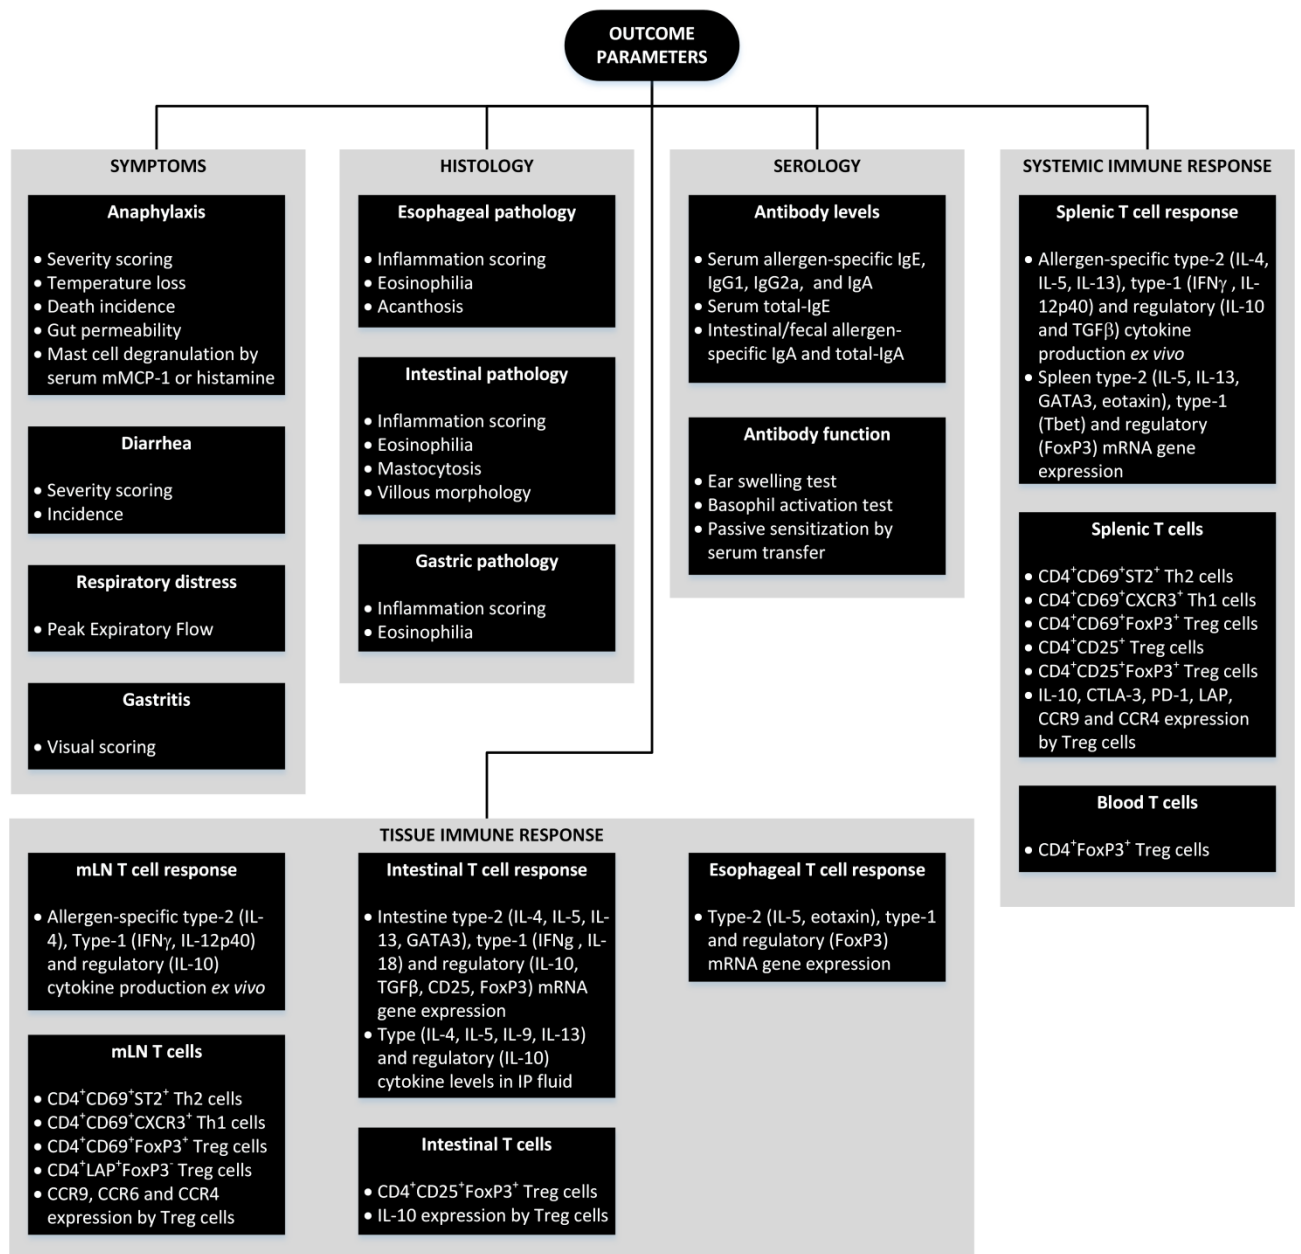 OUTCOME
PARAMETERS
SYMPTOMS
Anaphylaxis
• Severity scoring
• Temperature loss
• Death incidence
• Gut permeability
• Mast cell degranulation by
serum mMCP-1 or histamine
Diarrhea
• Severity scoring
• Incidence
Respiratory distress
• Peak Expiratory Flow
Gastritis
• Visual scoring
HISTOLOGY
Esophageal pathology
• Inflammation scoring
• Eosinophilia
• Acanthosis
Intestinal pathology
• Inflammation scoring
• Eosinophilia
• Mastocytosis
• Villous morphology
Gastric pathology
• Inflammation scoring
• Eosinophilia
SEROLOGY
Antibody levels
• Serum allergen-specific IgE,
IgG1, IgG2a, and IgA
• Serum total-IgE
• Intestinal/fecal allergen-
specific IgA and total-IgA
Antibody function
• Ear swelling test
• Basophil activation test
• Passive sensitization by
serum transfer
SYSTEMIC IMMUNE RESPONSE
Splenic T cell response
• Allergen-specific type-2 (IL-4,
IL-5, IL-13), type-1 (IFNγ , IL-
12p40) and regulatory (IL-10
and TGFβ) cytokine
production ex vivo
• Spleen type-2 (IL-5, IL-13,
GATA3, eotaxin), type-1
(Tbet) and regulatory
(FoxP3) mRNA gene
expression
Splenic T cells
• CD4⁺CD69⁺ST2⁺ Th2 cells
• CD4⁺CD69⁺CXCR3⁺ Th1 cells
• CD4⁺CD69⁺FoxP3⁺ Treg cells
• CD4⁺CD25⁺ Treg cells
• CD4⁺CD25⁺FoxP3⁺ Treg cells
• IL-10, CTLA-3, PD-1, LAP,
CCR9 and CCR4 expression
by Treg cells
Blood T cells
• CD4⁺FoxP3⁺ Treg cells
TISSUE IMMUNE RESPONSE
mLN T cell response
• Allergen-specific type-2 (IL-
4), Type-1 (IFNγ, IL-12p40)
and regulatory (IL-10)
cytokine production ex vivo
mLN T cells
• CD4⁺CD69⁺ST2⁺ Th2 cells
• CD4⁺CD69⁺CXCR3⁺ Th1 cells
• CD4⁺CD69⁺FoxP3⁺ Treg cells
• CD4⁺LAP⁺FoxP3⁻ Treg cells
• CCR9, CCR6 and CCR4
expression by Treg cells
Intestinal T cell response
• Intestine type-2 (IL-4, IL-5, IL-
13, GATA3), type-1 (IFNg , IL-
18) and regulatory (IL-10,
TGFβ, CD25, FoxP3) mRNA
gene expression
• Type (IL-4, IL-5, IL-9, IL-13)
and regulatory (IL-10)
cytokine levels in IP fluid
Intestinal T cells
• CD4⁺CD25⁺FoxP3⁺ Treg cells
• IL-10 expression by Treg cells
Esophageal T cell response
• Type-2 (IL-5, eotaxin), type-1
and regulatory (FoxP3)
mRNA gene expression